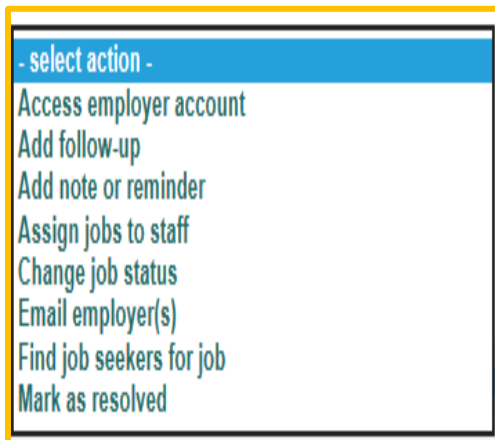 - select action -
Access employer account
Add follow-up
Add note or reminder
Assign jobs to staff
Change job status
Email employer(s)
Find job seekers for job
Mark as resolved